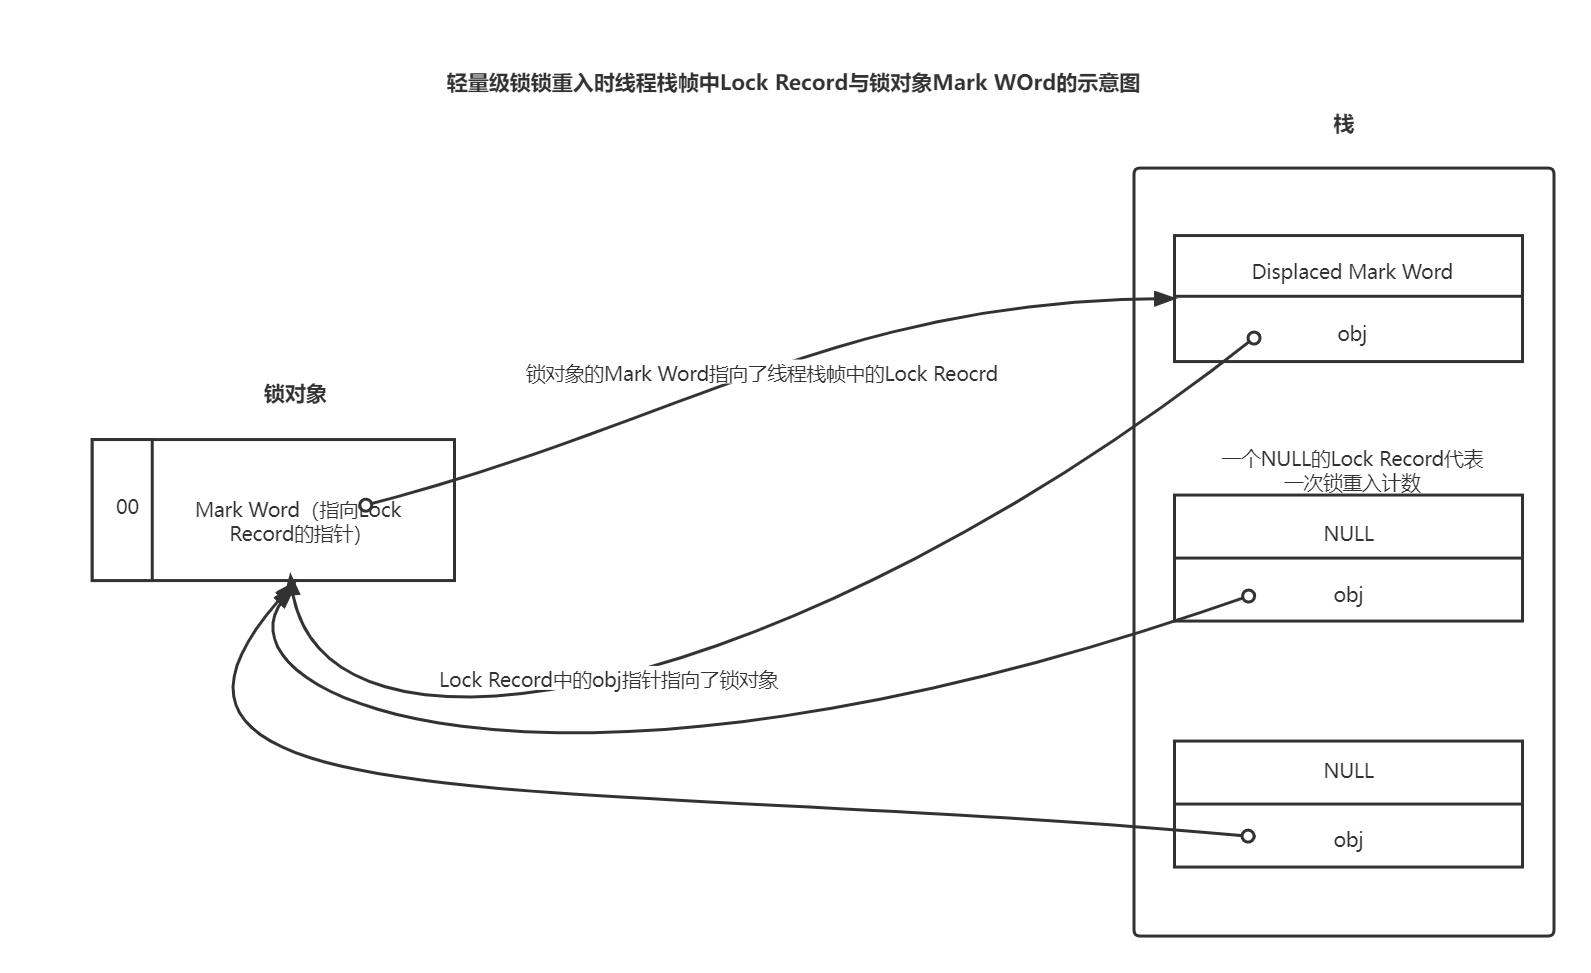 轻量级锁锁重入时线程栈帧中Lock Record与锁对象Mark WOrd的示意图
栈
Displaced Mark Word
obj
锁对象的Mark Word指向了线程栈帧中的Lock Reocrd
锁对象
00
Mark Word（指向Lock
Record的指针）
一个NULL的Lock Record代表
一次锁重入计数
NULL
obj
Lock Record中的obj指针指向了锁对象
NULL
obj